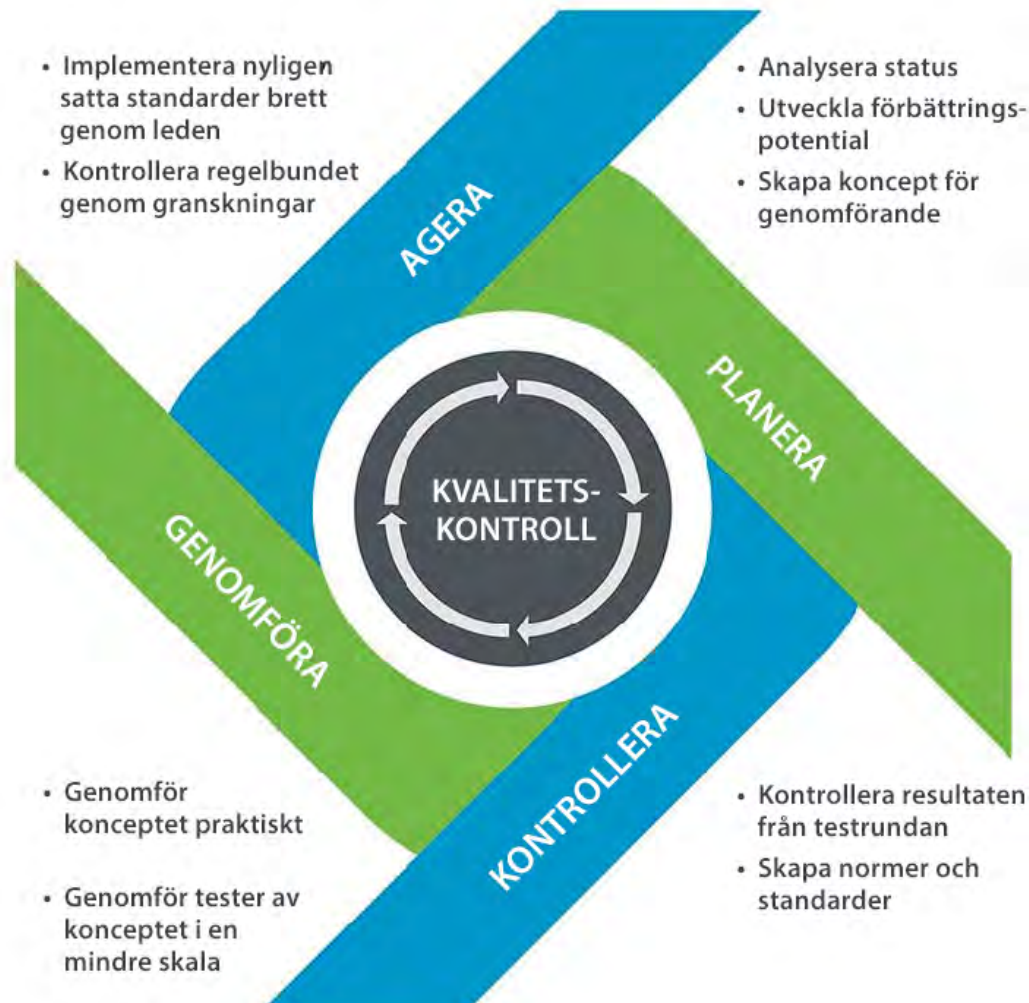 • Implementera nyligen
satta standarder brett
genom leden
• Kontrollera regelbundet
genom granskningar
• Analysera status
• Utveckla förbättrings-
potential
• Skapa koncept för
genomförande
AGERA
PLANERA
KVALITETS-
KONTROLL
GENOMFÖRA
KONTROLLERA
• Genomför
konceptet praktiskt
• Genomför tester av
konceptet i en
mindre skala
• Kontrollera resultaten
från testrundan
• Skapa normer och
standarder